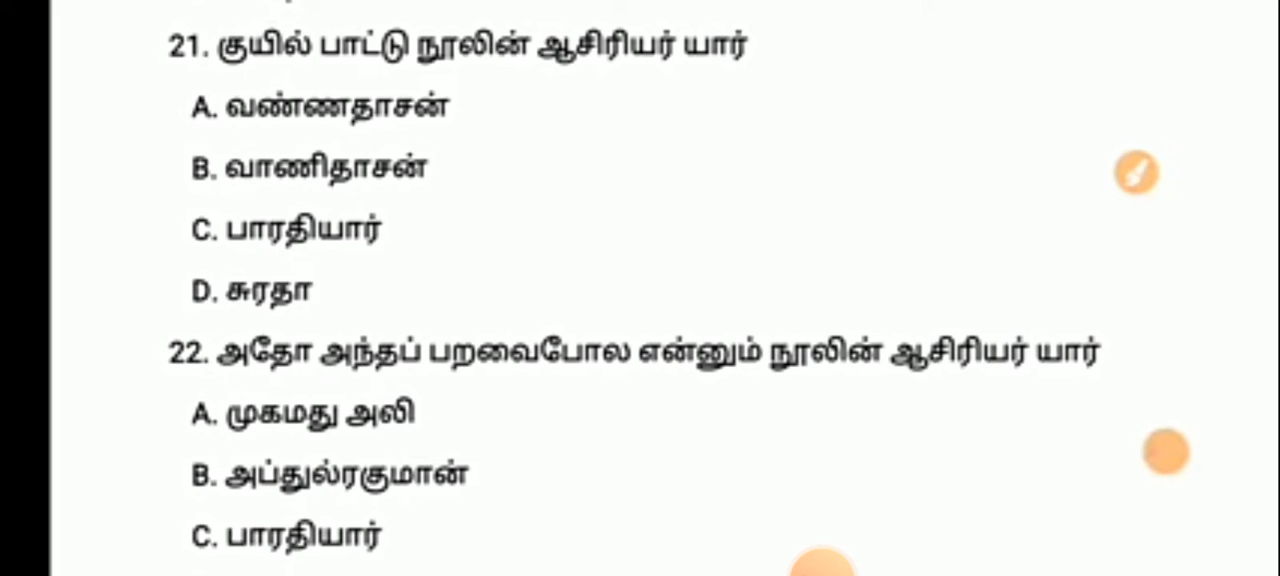 21. குயில் பாட்டு நூலின் ஆசிரியர் யார்
A. வண்ணதாசன்
B. வாணிதாசன்
C. பாரதியார்
D. சுரதா
22. அதோ அந்தப் பறவைபோல என்னும் நூலின் ஆசிரியர் யார்
A. முகமது அலி
B. அப்துல்ரகுமான்
C. பாரதியார்